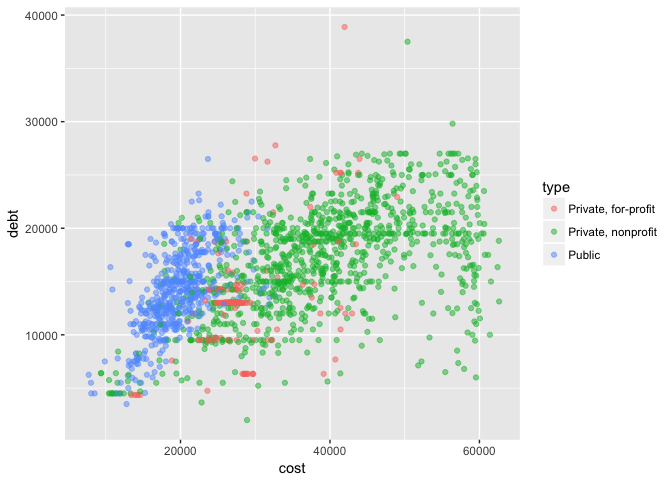 40000
30000
20000
10000
debt
20000
40000
60000
cost
type
Private, for-profit
Private, nonprofit
Public